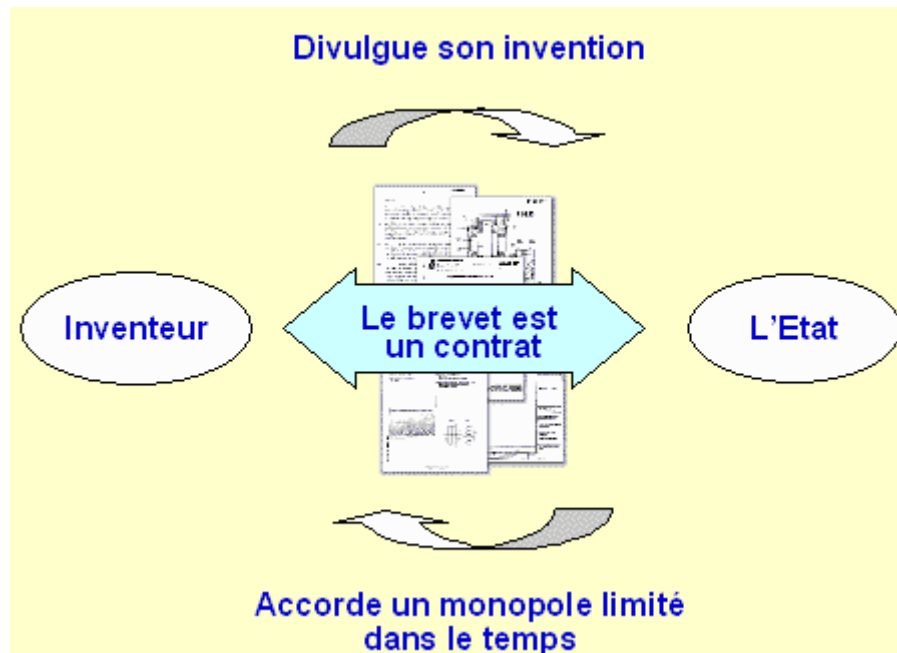 Divulgue son invention
Inventeur
Le brevet est
un contrat
L'Etat
Accorde un monopole limité
dans le temps